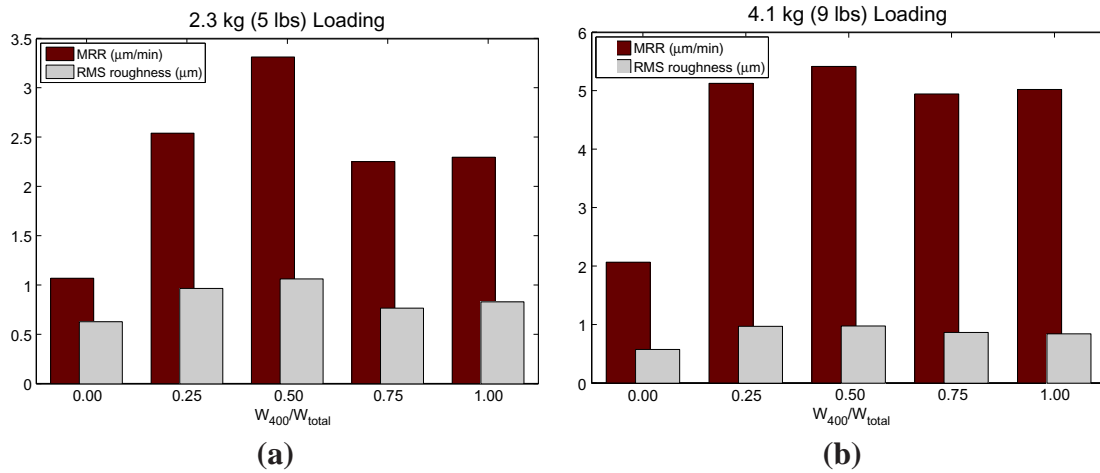 2.3 kg (5 lbs) Loading
3.5
3
2.5
2
1.5
1
0.5
0
MRR (μm/min)
RMS roughness (μm)
0.00 0.25 0.50 0.75 1.00
W400/Wtotal
(a)
4.1 kg (9 lbs) Loading
6
5
4
3
2
1
0
MRR (μm/min)
RMS roughness (μm)
0.00 0.25 0.50 0.75 1.00
W400/Wtotal
(b)